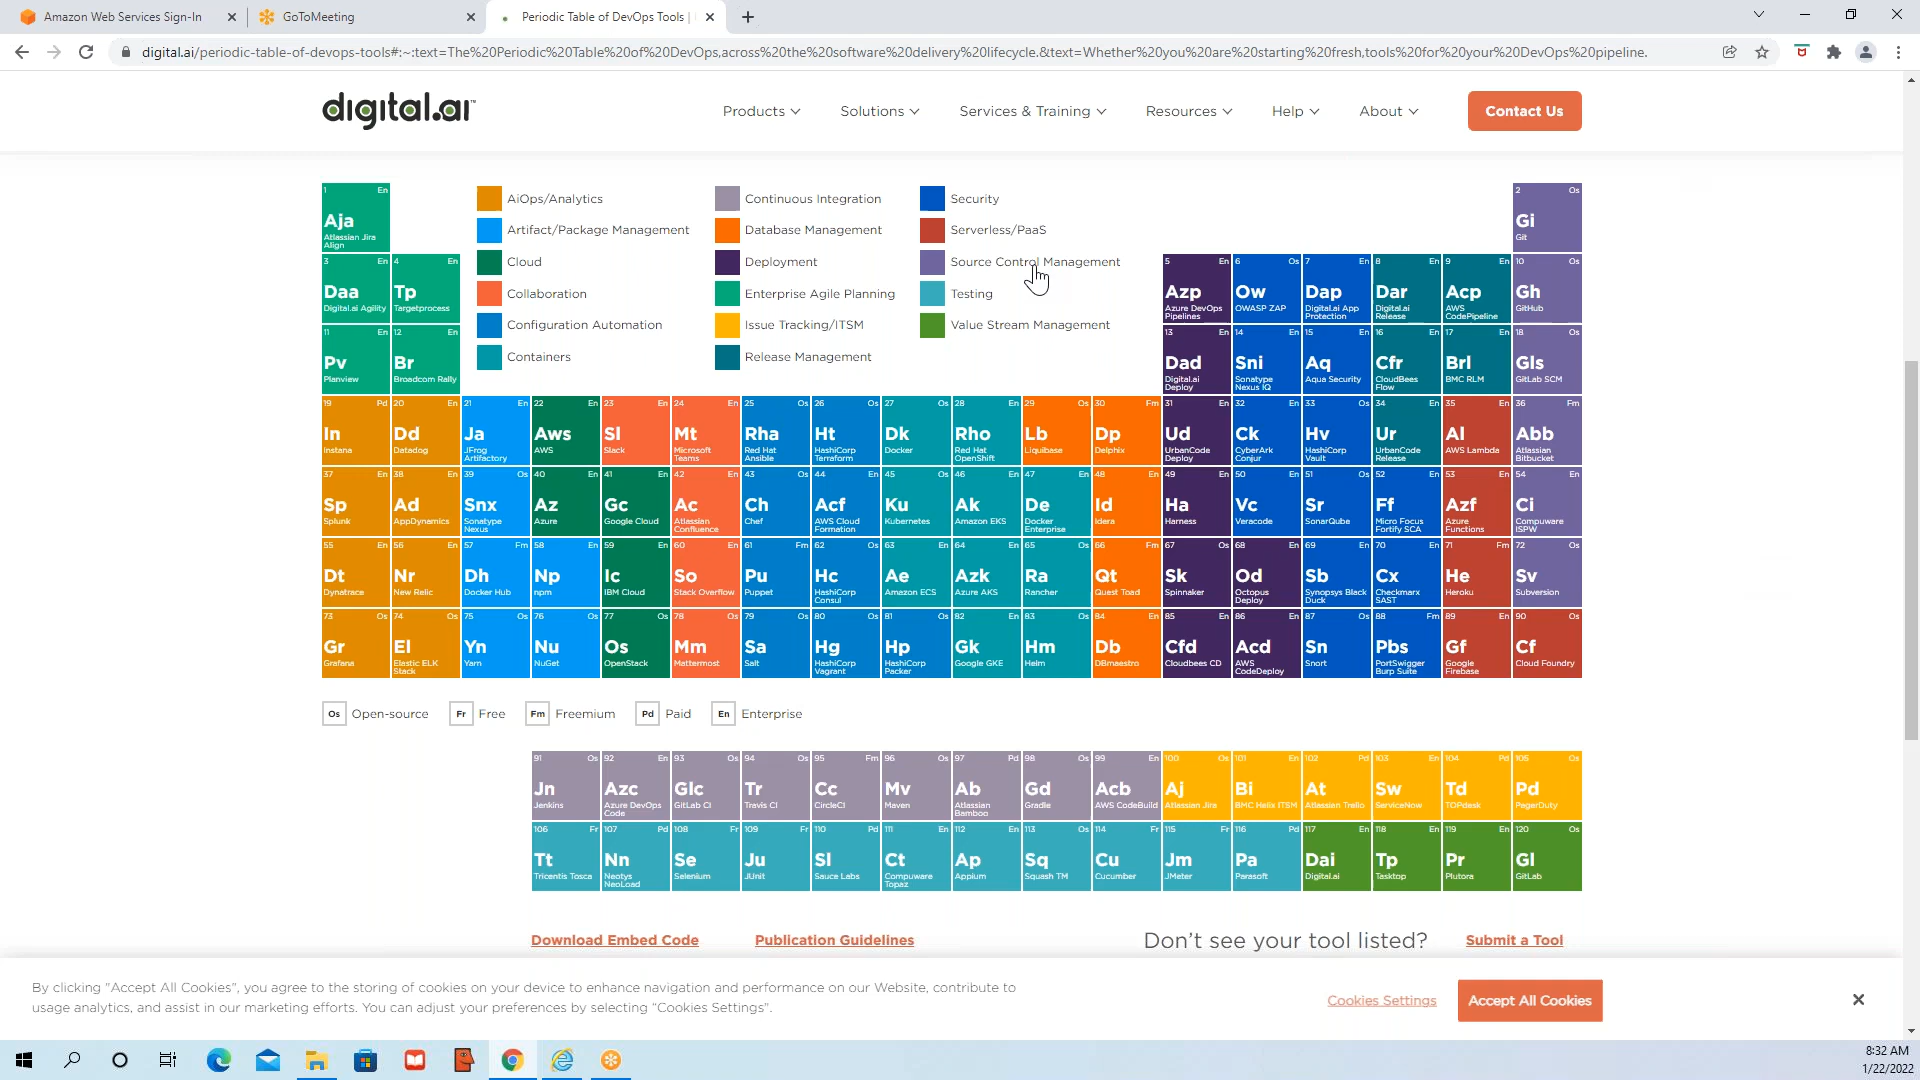 Amazon Web Services Sign-In
GoToMeeting
Periodic Table of DevOps Tools |
digital.ai/periodic-table-of-devops-tools#:~:text=The%20Periodic%20Table%20of%20DevOps,across%20the%20software%20delivery%20lifecycle.&text=Whether%20you%20are%20starting%20fresh,tools%20for%20your%20DevOps%20pipeline.
digital.ai™
Products
Solutions
Services & Training
Resources
Help
About
Contact Us
AiOps/Analytics
Artifact/Package Management
Cloud
Collaboration
Configuration Automation
Containers
Continuous Integration
Database Management
Deployment
Enterprise Agile Planning
Issue Tracking/ITSM
Release Management
Security
Serverless/PaaS
Source Control Management
Testing
Value Stream Management
1 En
Aja
Atlassian Jira
Align
2 Os
Gi
Git
3 En
Daa
Digital.ai Agility
4 En
Tp
Targetprocess
5 En
Azp
Azure DevOps
Pipelines
6 Os
Ow
OWASP ZAP
7 En
Dap
Digital.ai App
Protection
8 En
Dar
Digital.ai
Release
9 En
Acp
AWS
CodePipeline
10 Os
Gh
GitHub
11 En
Pv
Planview
12 En
Br
Broadcom Rally
13 En
Dad
Digital.ai
Deploy
14 En
Sni
Sonatype
Nexus IQ
15 En
Aq
Aqua Security
16 En
Cfr
CloudBees
Flow
17 En
Brl
BMC RLM
18 Os
Gls
GitLab SCM
19 Pd
In
Instana
20 En
Dd
Datadog
21 En
Ja
JFrog
Artifactory
22 En
Aws
AWS
23 En
Sl
Slack
24 En
Mt
Microsoft
Teams
25 Os
Rha
Red Hat
Ansible
26 Os
Ht
HashiCorp
Terraform
27 Os
Dk
Docker
28 En
Rho
Red Hat
OpenShift
29 Os
Lb
Liquibase
30 Fm
Dp
Delphix
31 En
Ud
UrbanCode
Deploy
32 En
Ck
CyberArk
Conjur
33 Os
Hv
HashiCorp
Vault
34 En
Ur
UrbanCode
Release
35 En
Al
AWS Lambda
36 Fm
Abb
Atlassian
Bitbucket
37 En
Sp
Splunk
38 En
Ad
AppDynamics
39 Os
Snx
Sonatype
Nexus
40 En
Az
Azure
41 En
Gc
Google Cloud
42 En
Ac
Atlassian
Confluence
43 Os
Ch
Chef
44 En
Acf
AWS Cloud
Formation
45 Os
Ku
Kubernetes
46 En
Ak
Amazon EKS
47 En
De
Docker
Enterprise
48 En
Id
Idera
49 En
Ha
Harness
50 En
Vc
Veracode
51 Os
Sr
SonarQube
52 En
Ff
Micro Focus
Fortify SCA
53 En
Azf
Azure
Functions
54 En
Ci
Compuware
ISPW
55 En
Dt
Dynatrace
56 En
Nr
New Relic
57 Fm
Dh
Docker Hub
58 En
Np
npm
59 En
Ic
IBM Cloud
60 En
So
Stack Overflow
61 Fm
Pu
Puppet
62 Os
Hc
HashiCorp
Consul
63 En
Ae
Amazon ECS
64 En
Azk
Azure AKS
65 Os
Ra
Rancher
66 Fm
Qt
Quest Toad
67 Os
Sk
Spinnaker
68 En
Od
Octopus
Deploy
69 En
Sb
Synopsys Black
Duck
70 En
Cx
Checkmarx
SAST
71 Fm
He
Heroku
72 Os
Sv
Subversion
73 Os
Gr
Grafana
74 Os
El
Elastic ELK
Stack
75 Os
Yn
Yarn
76 Os
Nu
NuGet
77 Os
Os
OpenStack
78 Os
Mm
Mattermost
79 Os
Sa
Salt
80 Os
Hg
HashiCorp
Vagrant
81 Os
Hp
HashiCorp
Packer
82 En
Gk
Google GKE
83 Os
Hm
Helm
84 En
Db
DBmaestro
85 En
Cfd
Cloudbees CD
86 En
Acd
AWS
CodeDeploy
87 Os
Sn
Snort
88 Fm
Pbs
PortSwigger
Burp Suite
89 En
Gf
Google
Firebase
90 Os
Cf
Cloud Foundry
Os Open-source
Fr Free
Fm Freemium
Pd Paid
En Enterprise
91 Os
Jn
Jenkins
92 En
Azc
Azure DevOps
Code
93 Os
Glc
GitLab CI
94 Os
Tr
Travis CI
95 Fm
Cc
CircleCI
96 Os
Mv
Maven
97 Pd
Ab
Atlassian
Bamboo
98 Os
Gd
Gradle
99 En
Acb
AWS CodeBuild
100 Os
Aj
Atlassian Jira
101 En
Bi
BMC Helix ITSM
102 Pd
At
Atlassian Trello
103 En
Sw
ServiceNow
104 Pd
Td
TOPdesk
105 Os
Pd
PagerDuty
106 Fr
Tt
Tricentis Tosca
107 Pd
Nn
Neotys
NeoLoad
108 Fr
Se
Selenium
109 Fr
Ju
JUnit
110 Pd
Sl
Sauce Labs
111 En
Ct
Compuware
Topaz
112 En
Ap
Appium
113 Os
Sq
Squash TM
114 Fr
Cu
Cucumber
115 Fr
Jm
JMeter
116 Pd
Pa
Parasoft
117 En
Dai
Digital.ai
118 En
Tp
Tasktop
119 En
Pr
Plutora
120 Os
Gl
GitLab
Download Embed Code
Publication Guidelines
Don't see your tool listed?
Submit a Tool
By clicking "Accept All Cookies", you agree to the storing of cookies on your device to enhance navigation and performance on our Website, contribute to
usage analytics, and assist in our marketing efforts. You can adjust your preferences by selecting "Cookies Settings".
Cookies Settings
Accept All Cookies
8:32 AM
1/22/2022